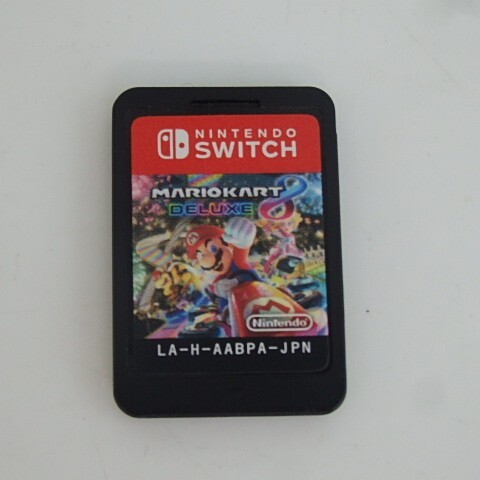 NINTENDO
SWITCH
MARIOKART 8
DELUXE
Nintendo
LA-H-AABPA-JPN